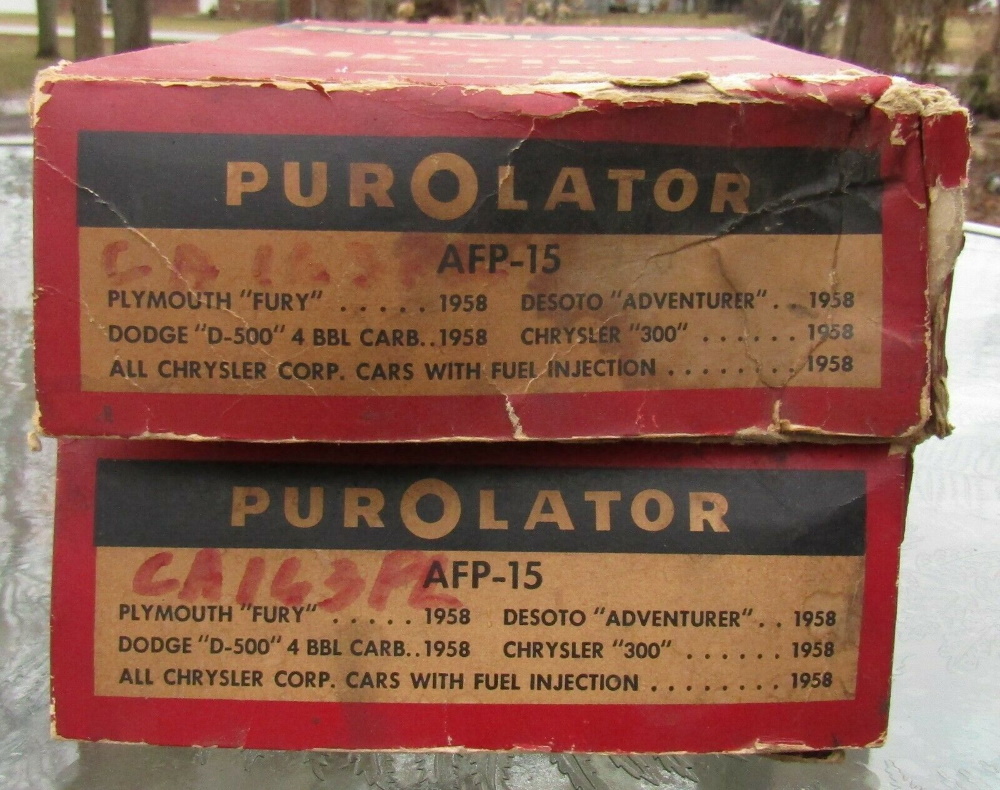 PUROLATOR
PUROLATOR
AFP-15
PLYMOUTH "FURY" ..... 1958 DESOTO "ADVENTURER" .. 1958
DODGE "D-500" 4 BBL CARB..1958 CHRYSLER "300" ...... 1958
ALL CHRYSLER CORP. CARS WITH FUEL INJECTION ........ 1958
PUROLATOR
CA163PL AFP-15
PLYMOUTH "FURY" ..... 1958 DESOTO "ADVENTURER" .. 1958
DODGE "D-500" 4 BBL CARB..1958 CHRYSLER "300" ...... 1958
ALL CHRYSLER CORP. CARS WITH FUEL INJECTION ........ 1958